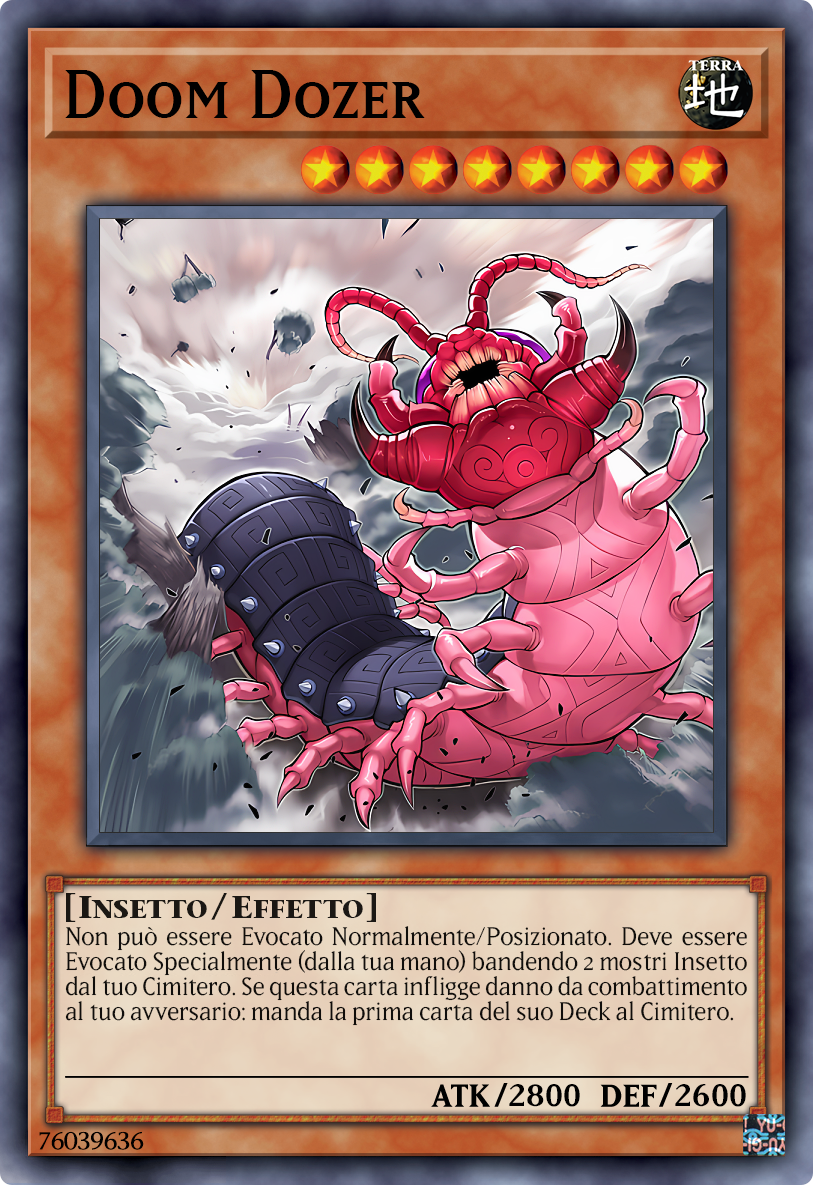 Doom Dozer
TERRA
地
[Insetto/Effetto]
Non può essere Evocato Normalmente/Posizionato. Deve essere
Evocato Specialmente (dalla tua mano) bandendo 2 mostri Insetto
dal tuo Cimitero. Se questa carta infligge danno da combattimento
al tuo avversario: manda la prima carta del suo Deck al Cimitero.
ATK/2800 DEF/2600
76039636